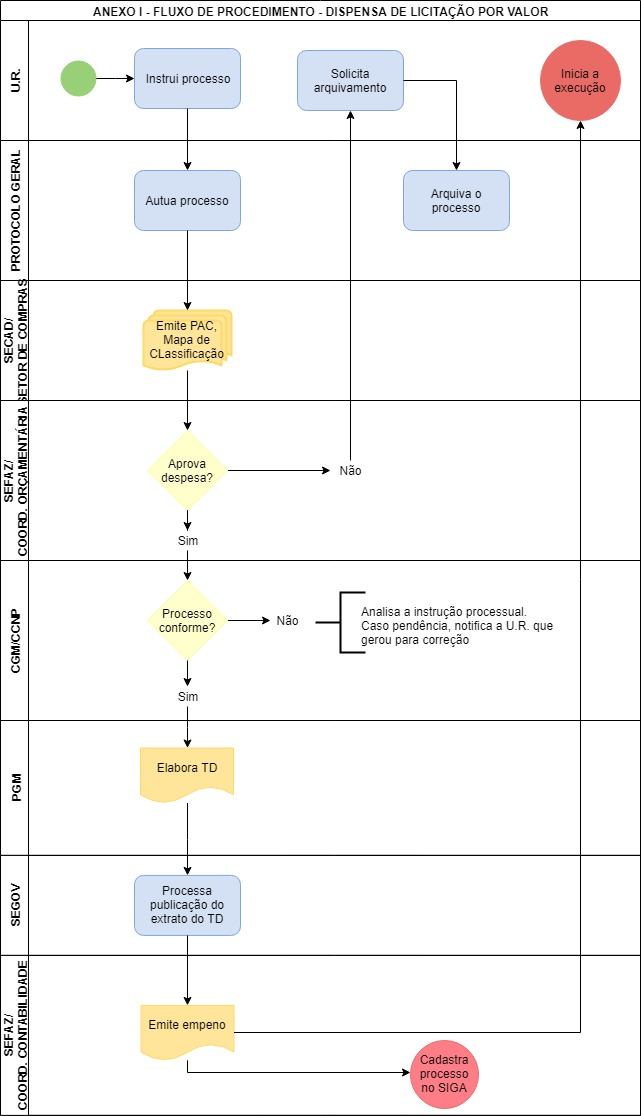 ANEXO I - FLUXO DE PROCEDIMENTO - DISPENSA DE LICITAÇÃO POR VALOR
U.R.
Instrui processo
Solicita
arquivamento
Inicia a
execução
PROTOCOLO GERAL
Autua processo
Arquiva o
processo
SECAD/
SETOR DE COMPRAS
Emite PAC,
Mapa de
CLassificação
SEFAZ/
COORD. ORÇAMENTÁRIA
Aprova
despesa?
Não
Sim
CGM/CCNP
Processo
conforme?
Não
Analisa a instrução processual.
Caso pendência, notifica a U.R. que
gerou para correção
Sim
PGM
Elabora TD
SEGOV
Processa
publicação do
extrato do TD
SEFAZ/
COORD. CONTABILIDADE
Emite empeno
Cadastra
processo
no SIGA